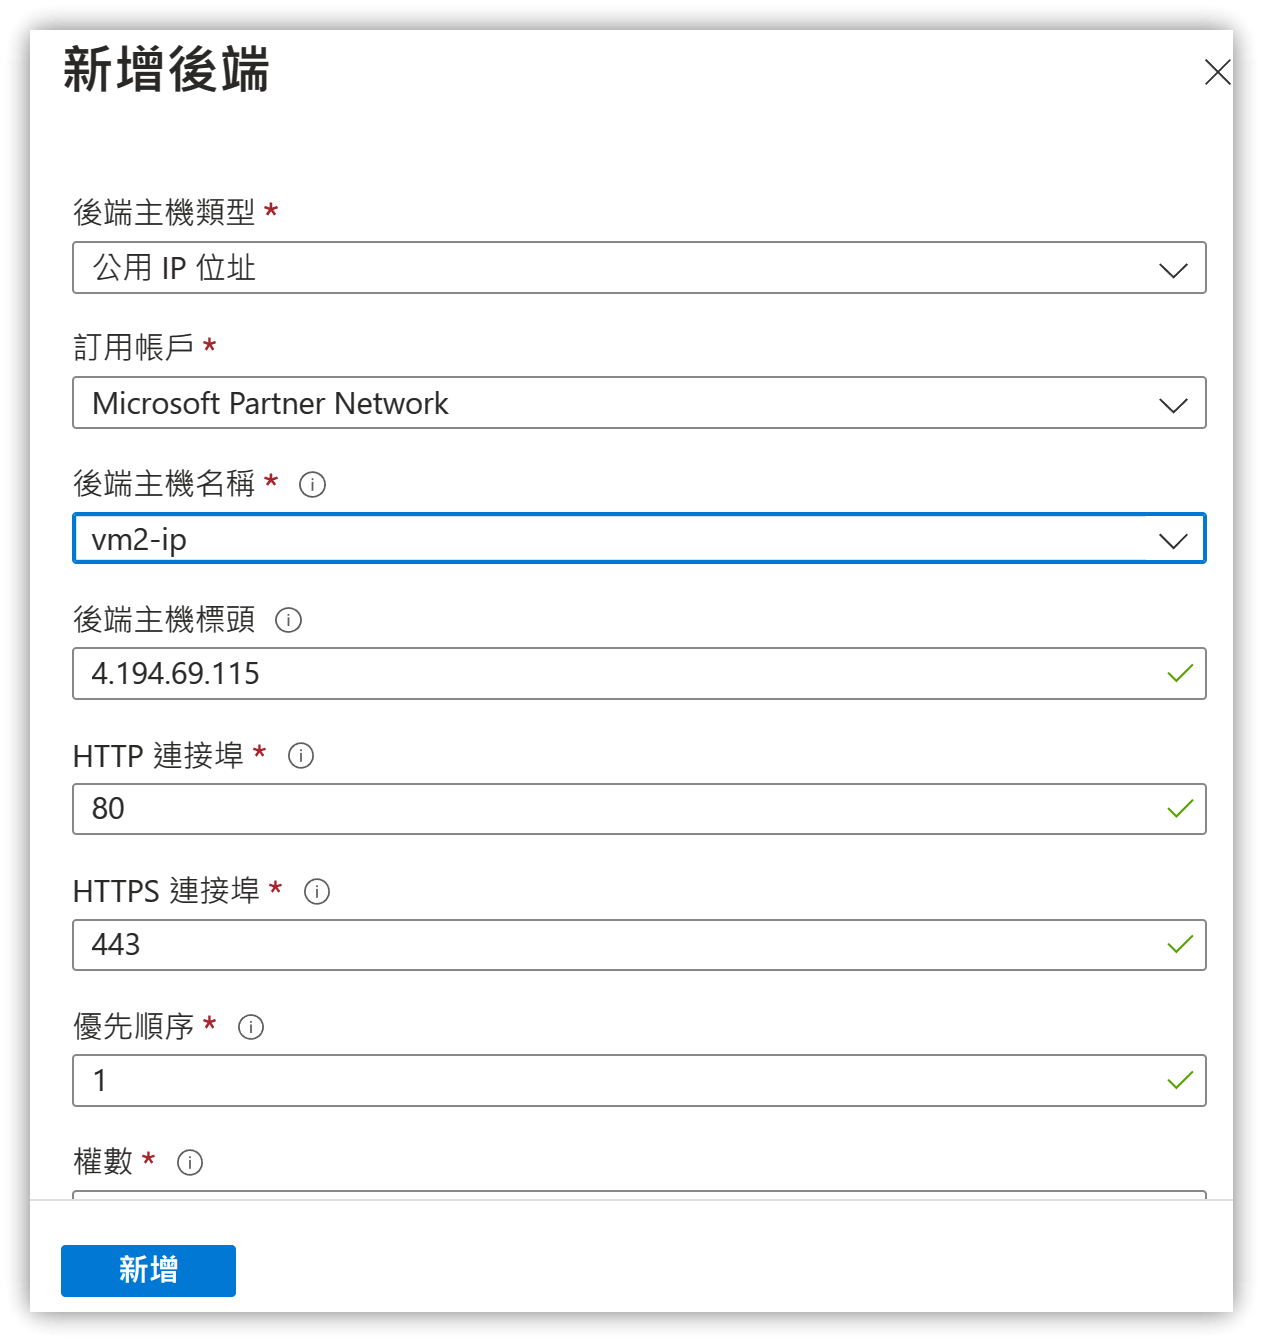 新增後端
後端主機類型 *
公用 IP 位址
訂用帳戶 *
Microsoft Partner Network
後端主機名稱 *
vm2-ip
後端主機標頭
4.194.69.115
HTTP 連接埠 *
80
HTTPS 連接埠 *
443
優先順序 *
1
權數 *
新增